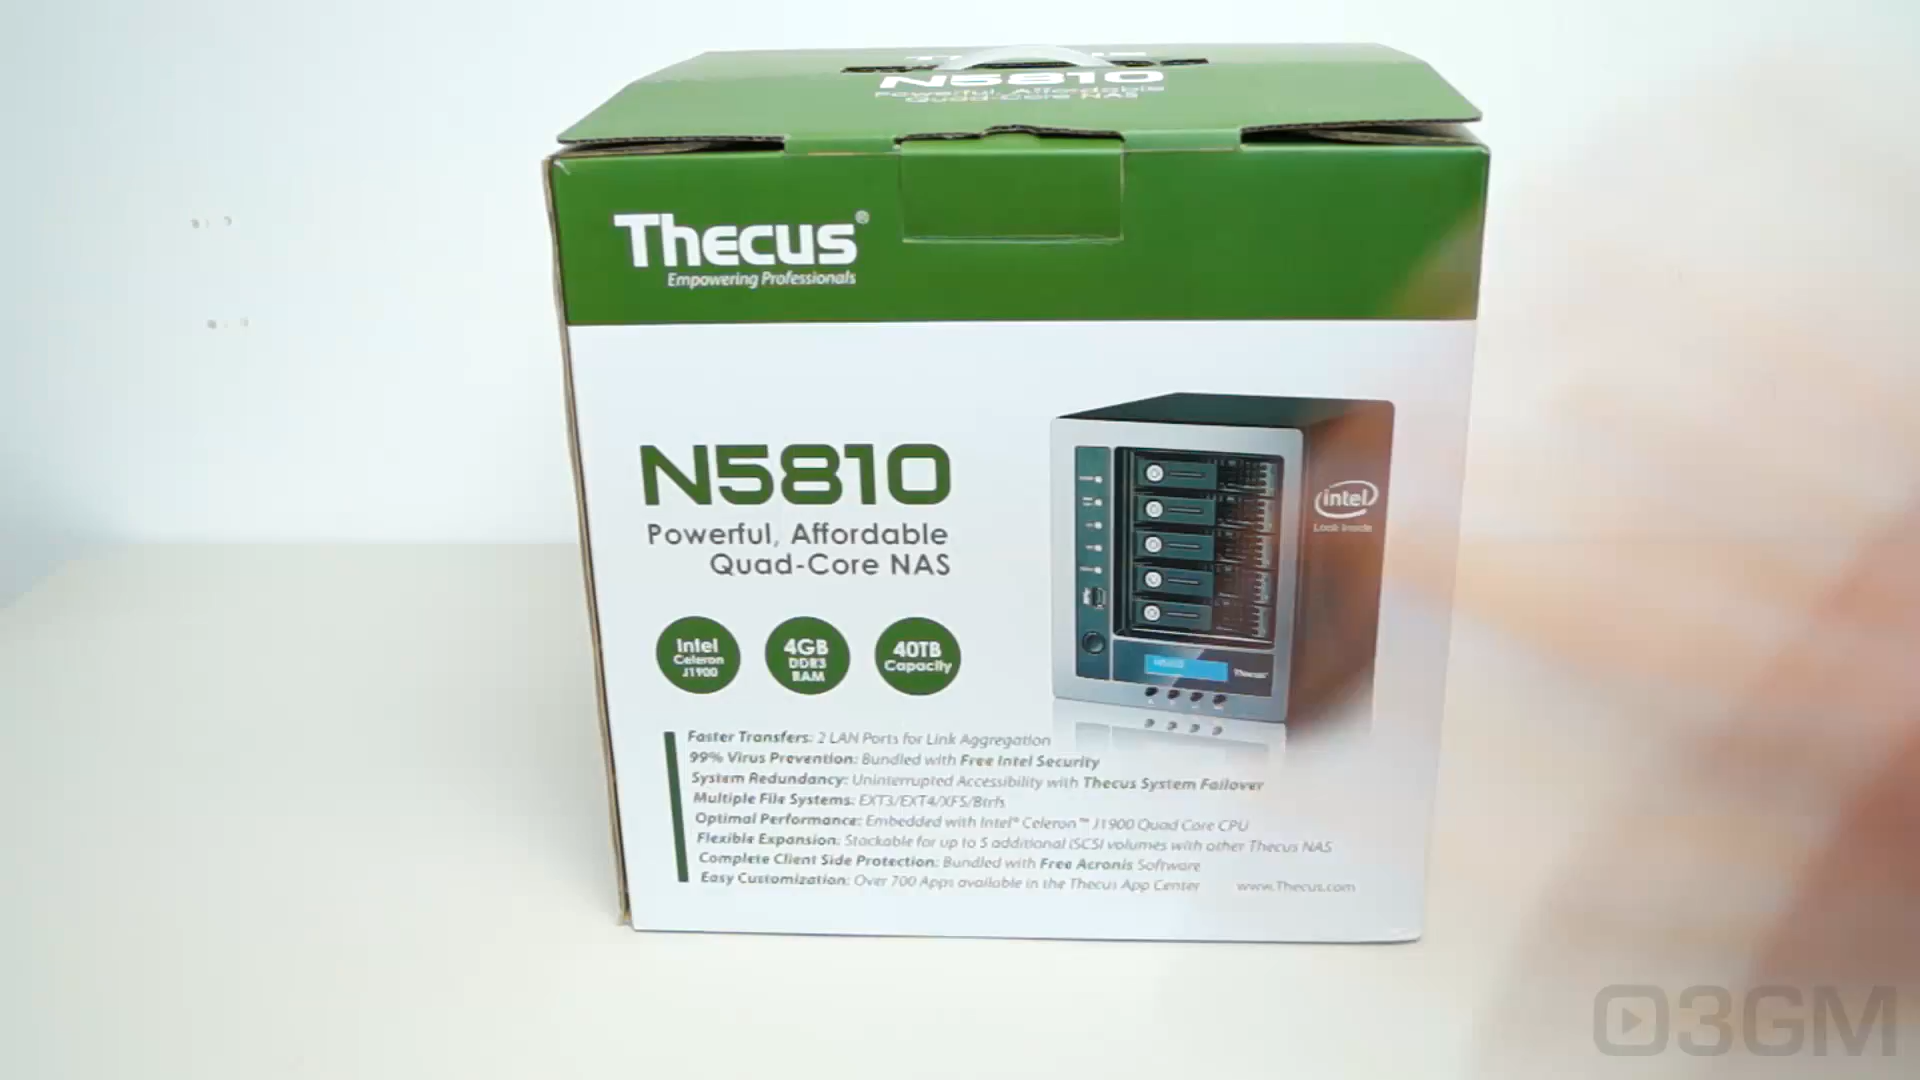 N5810
Powerful, Affordable
Quad-Core NAS
Thecus®
Empowering Professionals
N5810
Powerful, Affordable
Quad-Core NAS
Intel
Celeron
J1900
4GB
DDR3
RAM
40TB
Capacity
intel
Look Inside
Thecus
Faster Transfers: 2 LAN Ports for Link Aggregation
99% Virus Prevention: Bundled with Free Intel Security
System Redundancy: Uninterrupted Accessibility with Thecus System Failover
Multiple File Systems: EXT3/EXT4/XFS/Btrfs
Optimal Performance: Embedded with Intel® Celeron™ J1900 Quad Core CPU
Flexible Expansion: Stackable for up to 5 additional iSCSI volumes with other Thecus NAS
Complete Client Side Protection: Bundled with Free Acronis Software
Easy Customization: Over 700 Apps available in the Thecus App Center
www.Thecus.com
O3GM